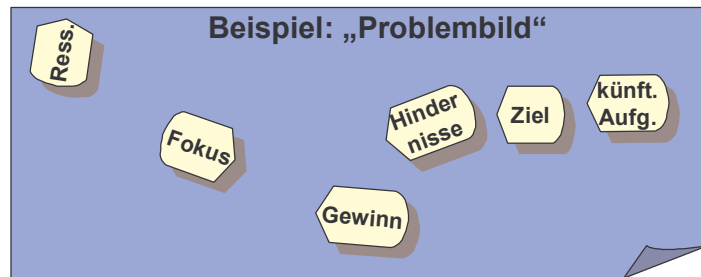 Beispiel: „Problembild“
Ress.
Fokus
Hinder
nisse
Ziel
künft.
Aufg.
Gewinn